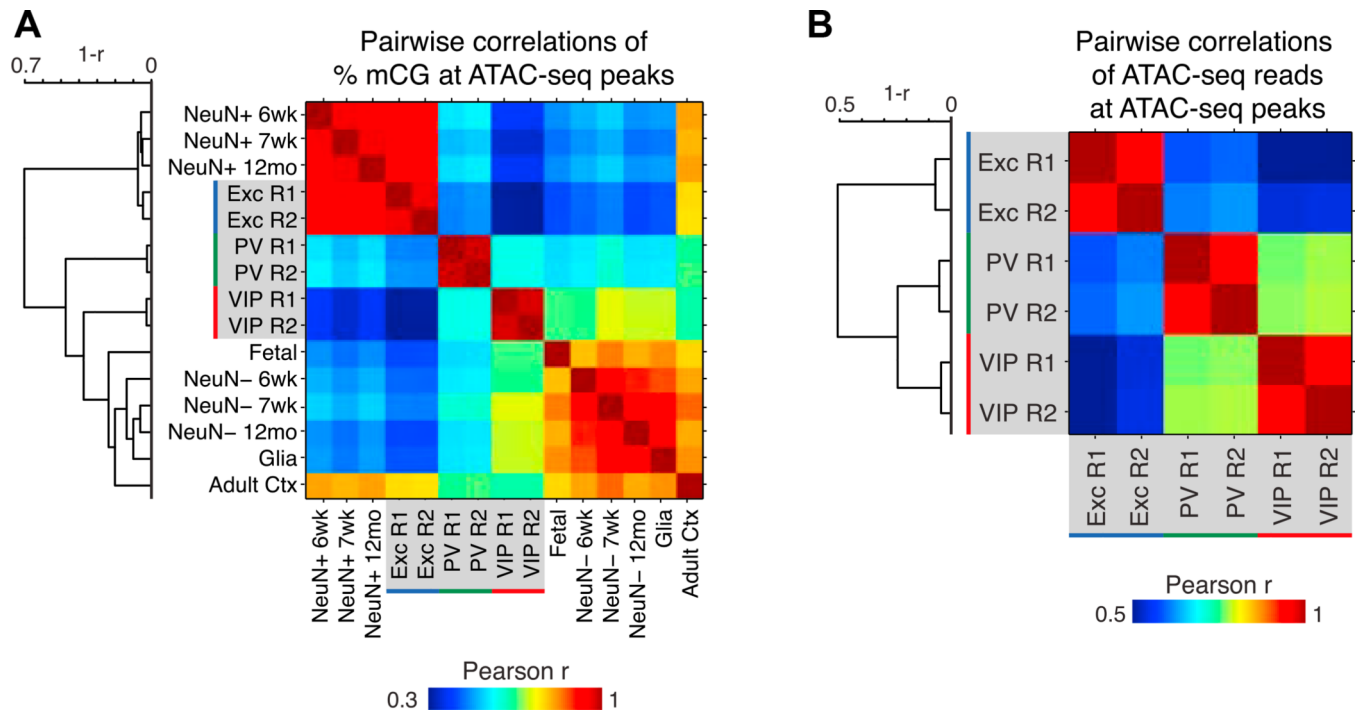 A
1-r
0.7
0
Pairwise correlations of
% mCG at ATAC-seq peaks
NeuN+ 6wk
NeuN+ 7wk
NeuN+ 12mo
Exc R1
Exc R2
PV R1
PV R2
VIP R1
VIP R2
Fetal
NeuN− 6wk
NeuN− 7wk
NeuN− 12mo
Glia
Adult Ctx
NeuN+ 6wk
NeuN+ 7wk
NeuN+ 12mo
Exc R1
Exc R2
PV R1
PV R2
VIP R1
VIP R2
Fetal
NeuN− 6wk
NeuN− 7wk
NeuN− 12mo
Glia
Adult Ctx
Pearson r
0.3
1
B
1-r
0.5
0
Pairwise correlations
of ATAC-seq reads
at ATAC-seq peaks
Exc R1
Exc R2
PV R1
PV R2
VIP R1
VIP R2
Exc R1
Exc R2
PV R1
PV R2
VIP R1
VIP R2
Pearson r
0.5
1